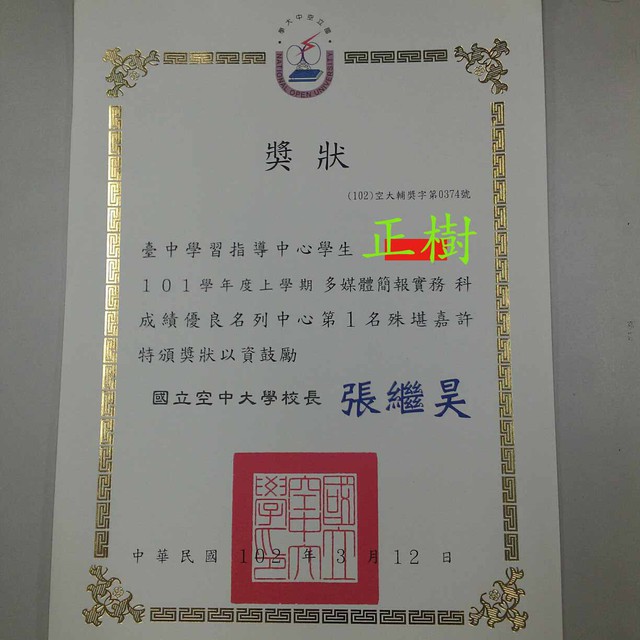 國立空中大學
NATIONAL OPEN UNIVERSITY
獎狀
(102)空大輔獎字第0374號
臺中學習指導中心學生 正樹
101學年度上學期 多媒體簡報實務 科
成績優良名列中心第1名殊堪嘉許
特頒獎狀以資鼓勵
國立空中大學校長 張繼昊
國立空中大學印
中華民國 102 年 3 月 12 日